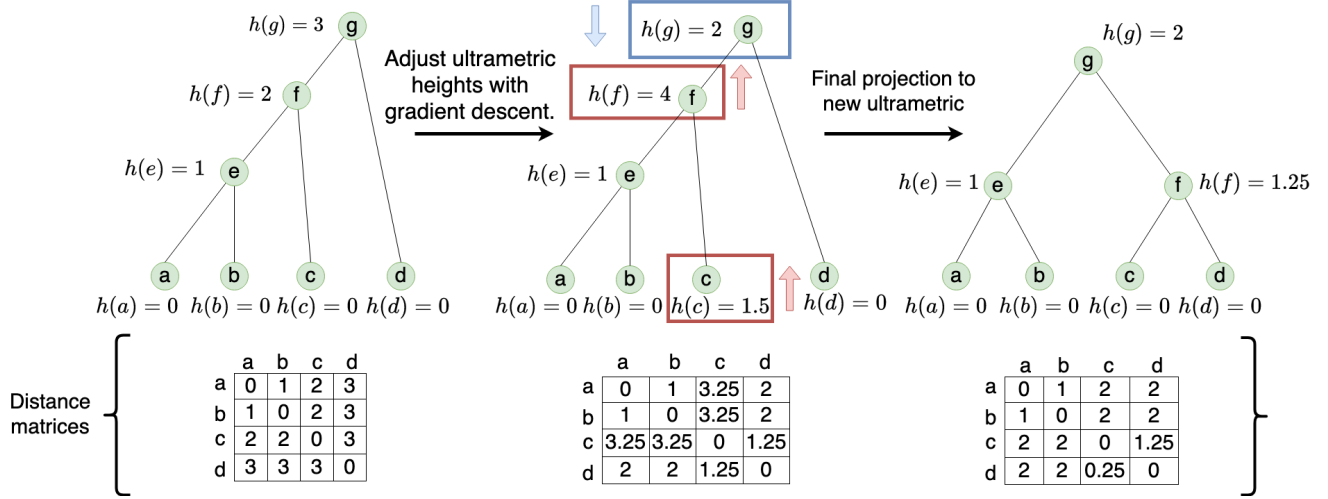 h(g) = 3 g
h(f) = 2 f
h(e) = 1 e
a b c d
h(a) = 0 h(b) = 0 h(c) = 0 h(d) = 0
Adjust ultrametric
heights with
gradient descent.
h(g) = 2 g
h(f) = 4 f
h(e) = 1 e
a b c d
h(a) = 0 h(b) = 0 h(c) = 1.5 h(d) = 0
Final projection to
new ultrametric
h(g) = 2
g
h(e) = 1 e f h(f) = 1.25
a b c d
h(a) = 0 h(b) = 0 h(c) = 0 h(d) = 0
Distance
matrices
a b c d
a 0 1 2 3
b 1 0 2 3
c 2 2 0 3
d 3 3 3 0
a b c d
a 0 1 3.25 2
b 1 0 3.25 2
c 3.25 3.25 0 1.25
d 2 2 1.25 0
a b c d
a 0 1 2 2
b 1 0 2 2
c 2 2 0 1.25
d 2 2 0.25 0